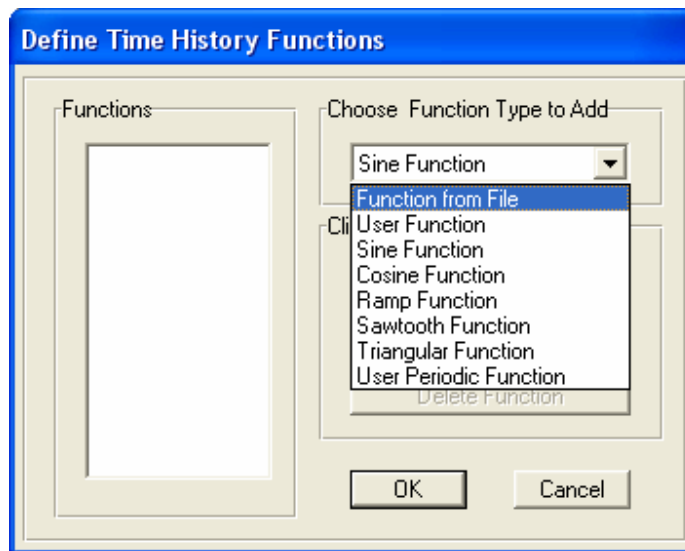 Define Time History Functions
Functions
Choose Function Type to Add
Sine Function
Function from File
User Function
Sine Function
Cosine Function
Ramp Function
Sawtooth Function
Triangular Function
User Periodic Function
Delete Function
OK
Cancel